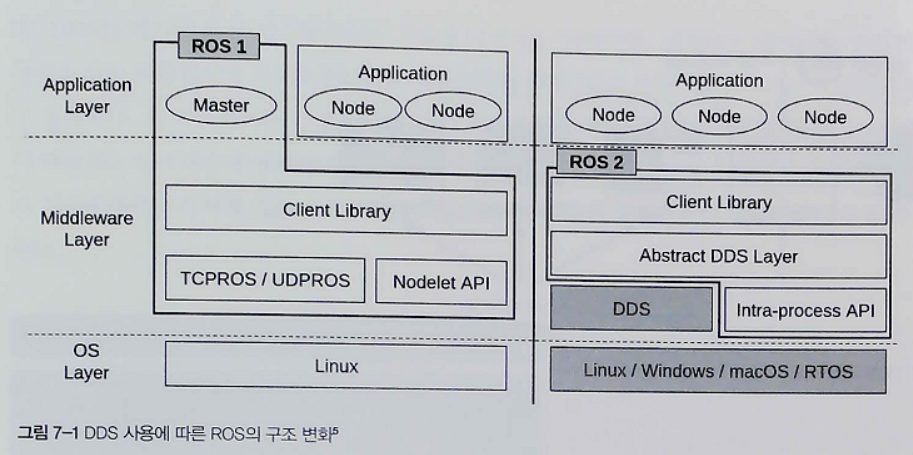 ROS 1
Application
Layer
Master
Application
Node
Node
Application
Node
Node
Node
ROS 2
Middleware
Layer
Client Library
TCPROS / UDPROS
Nodelet API
Client Library
Abstract DDS Layer
DDS
Intra-process API
OS
Layer
Linux
Linux / Windows / macOS / RTOS
그림 7-1 DDS 사용에 따른 ROS의 구조 변화⁵